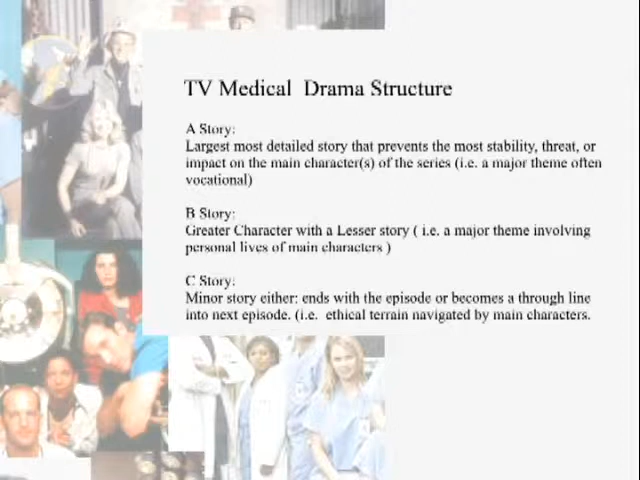 TV Medical Drama Structure
A Story:
Largest most detailed story that prevents the most stability, threat, or
impact on the main character(s) of the series (i.e. a major theme often
vocational)
B Story:
Greater Character with a Lesser story ( i.e. a major theme involving
personal lives of main characters )
C Story:
Minor story either: ends with the episode or becomes a through line
into next episode. (i.e. ethical terrain navigated by main characters.